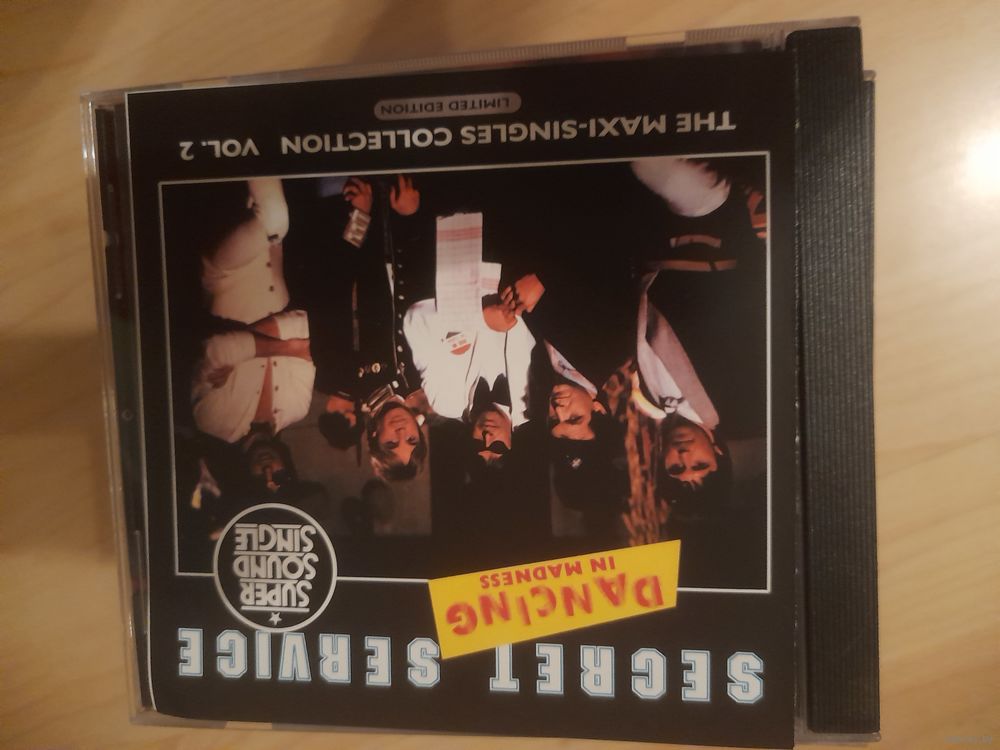 SECRET SERVICE
DANCING
IN MADNESS
SUPER
SOUND
SINGLE
THE MAXI-SINGLES COLLECTION VOL. 2
LIMITED EDITION